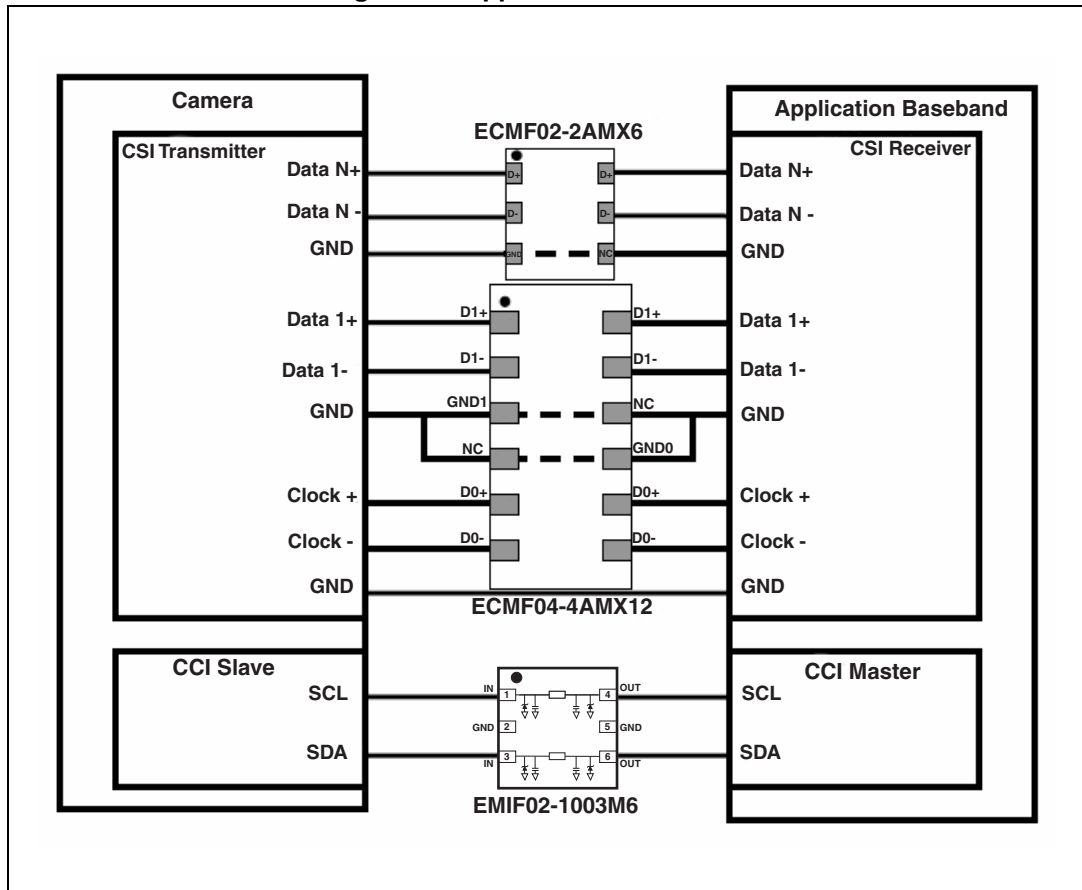 Camera
Application Baseband
ECMF02-2AMX6
CSI Transmitter
CSI Receiver
Data N+
D+
D+
Data N+
Data N -
D-
D-
Data N -
GND
GND
NC
GND
Data 1+
D1+
D1+
Data 1+
Data 1-
D1-
D1-
Data 1-
GND
GND1
NC
GND
NC
GND0
Clock +
D0+
D0+
Clock +
Clock -
D0-
D0-
Clock -
GND
GND
ECMF04-4AMX12
CCI Slave
CCI Master
SCL
IN
1
4
OUT
SCL
GND
2
5
GND
SDA
3
6
SDA
IN
OUT
EMIF02-1003M6